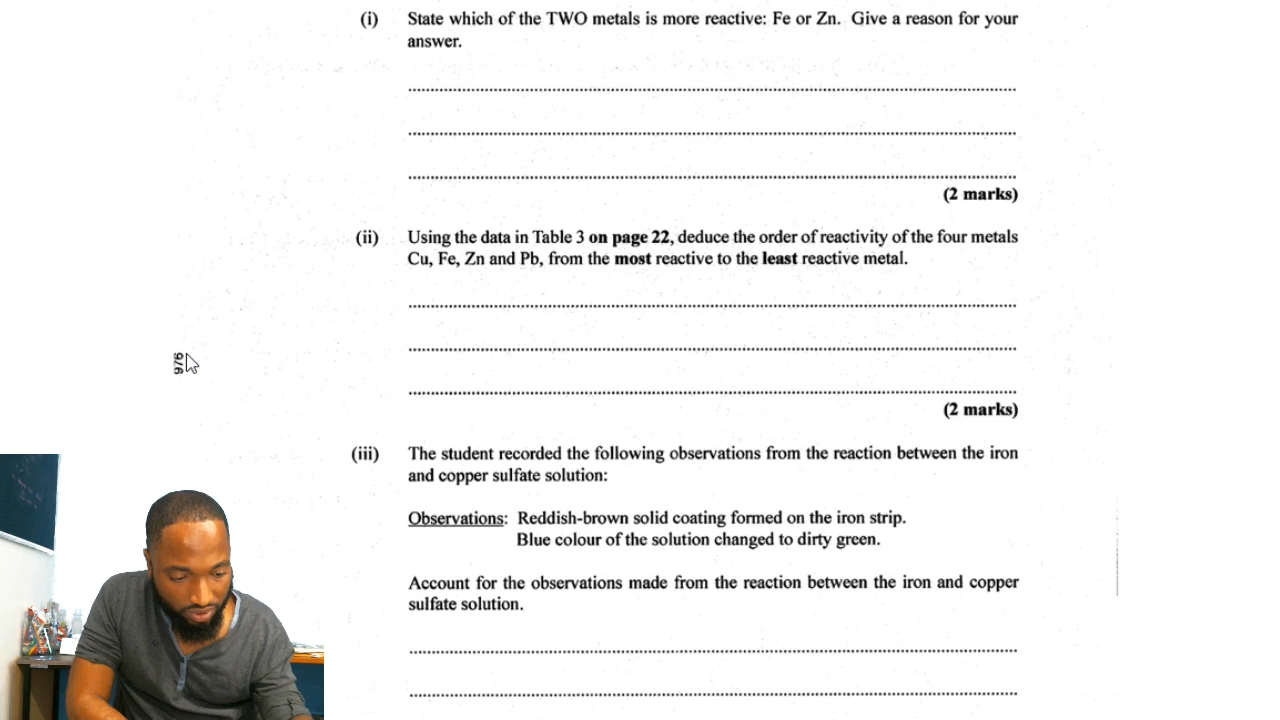 (i) State which of the TWO metals is more reactive: Fe or Zn. Give a reason for your
answer.
(2 marks)
(ii) Using the data in Table 3 on page 22, deduce the order of reactivity of the four metals
Cu, Fe, Zn and Pb, from the most reactive to the least reactive metal.
976
(2 marks)
(iii) The student recorded the following observations from the reaction between the iron
and copper sulfate solution:
Observations: Reddish-brown solid coating formed on the iron strip.
Blue colour of the solution changed to dirty green.
Account for the observations made from the reaction between the iron and copper
sulfate solution.